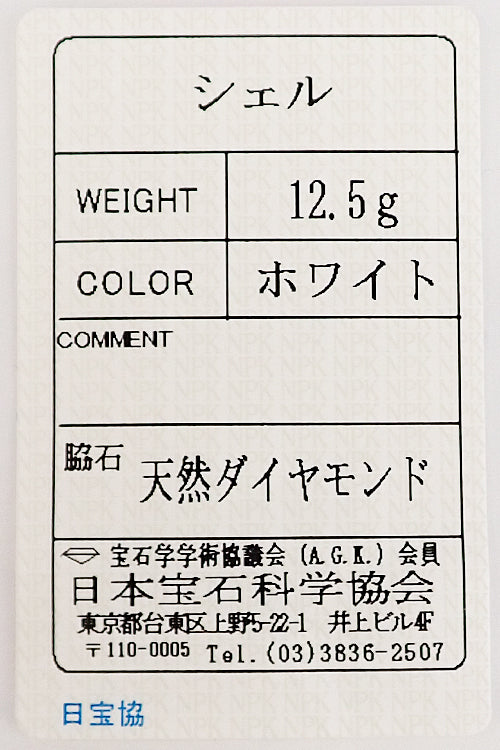 シェル
WEIGHT 12.5g
COLOR ホワイト
COMMENT
脇石 天然ダイヤモンド
宝石学学術協議会 (A.G.K.) 会員
日本宝石科学協会
東京都台東区上野5-22-1 井上ビル4F
〒110-0005 Tel.(03)3836-2507
日宝協